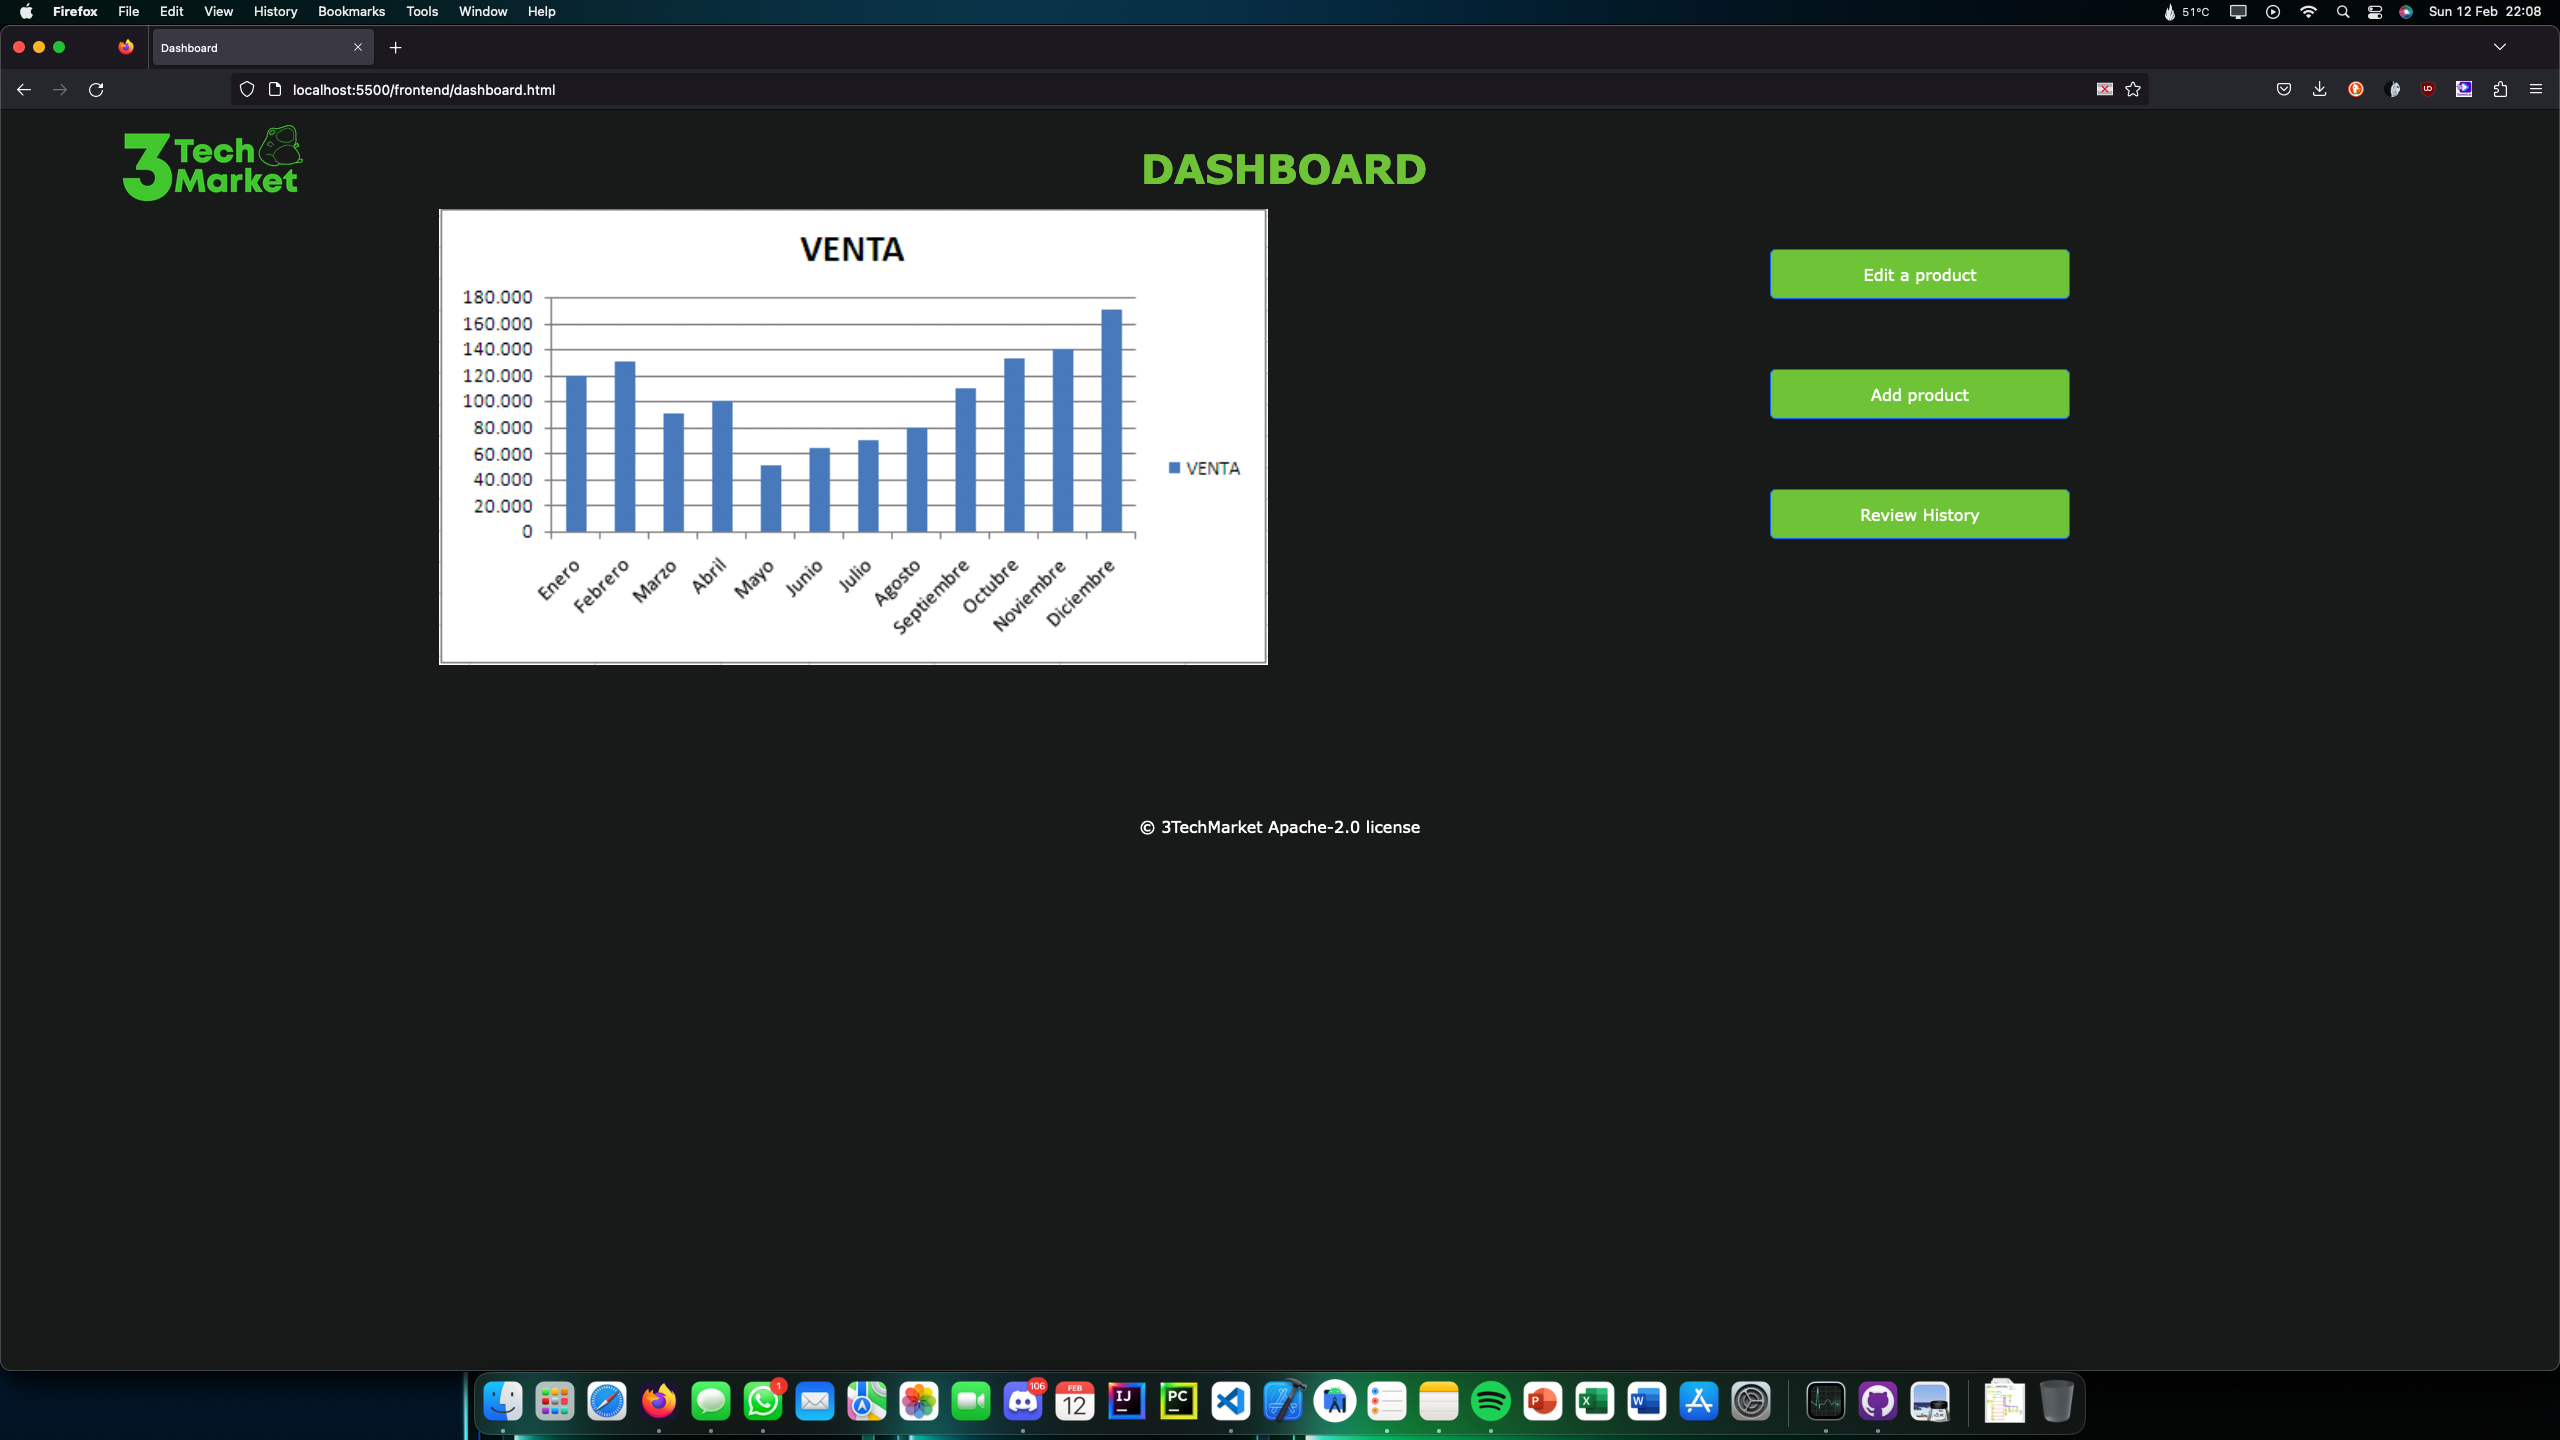 Firefox File Edit View History Bookmarks Tools Window Help 51°C Sun 12 Feb 22:08
Dashboard
localhost:5500/frontend/dashboard.html
3 Tech Market
DASHBOARD
VENTA
180.000
160.000
140.000
120.000
100.000
80.000
60.000
40.000
20.000
0
Enero Febrero Marzo Abril Mayo Junio Julio Agosto Septiembre Octubre Noviembre Diciembre
VENTA
Edit a product
Add product
Review History
© 3TechMarket Apache-2.0 license
1 106 FEB 12 IJ PC P X W